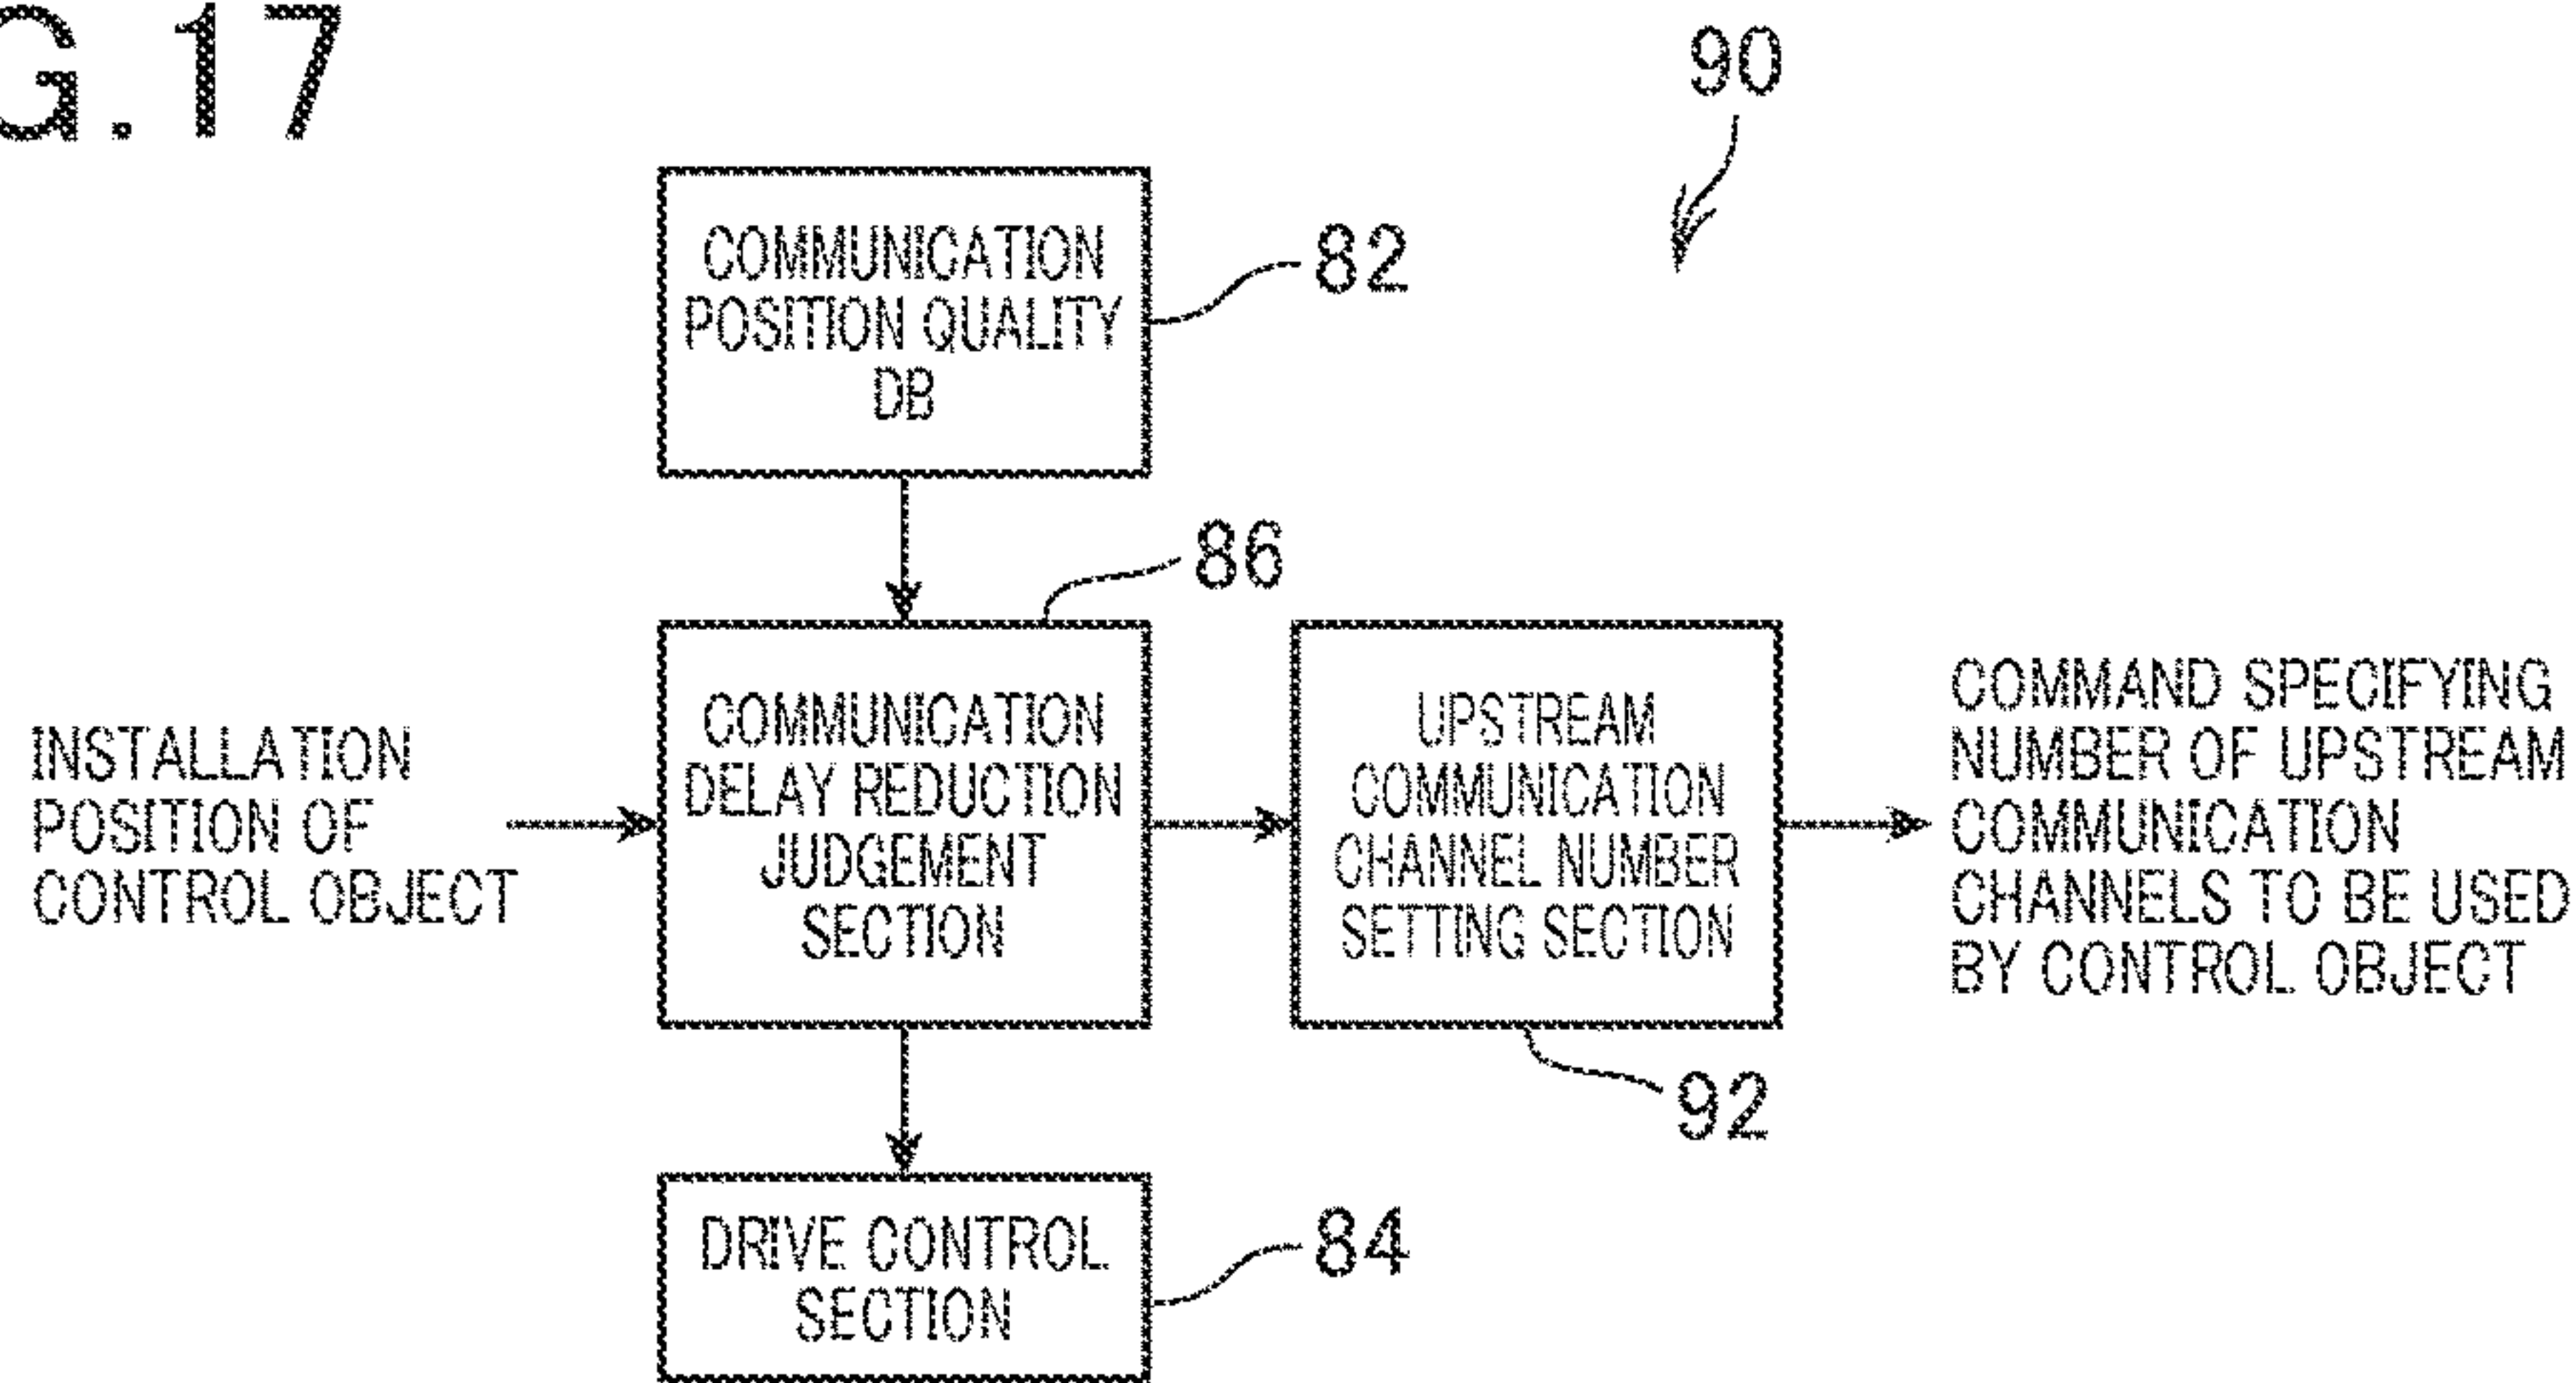 G.17
90
COMMUNICATION
POSITION QUALITY
DB
82
86
INSTALLATION
POSITION OF
CONTROL OBJECT
COMMUNICATION
DELAY REDUCTION
JUDGEMENT
SECTION
UPSTREAM
COMMUNICATION
CHANNEL NUMBER
SETTING SECTION
COMMAND SPECIFYING
NUMBER OF UPSTREAM
COMMUNICATION
CHANNELS TO BE USED
BY CONTROL OBJECT
92
DRIVE CONTROL
SECTION
84